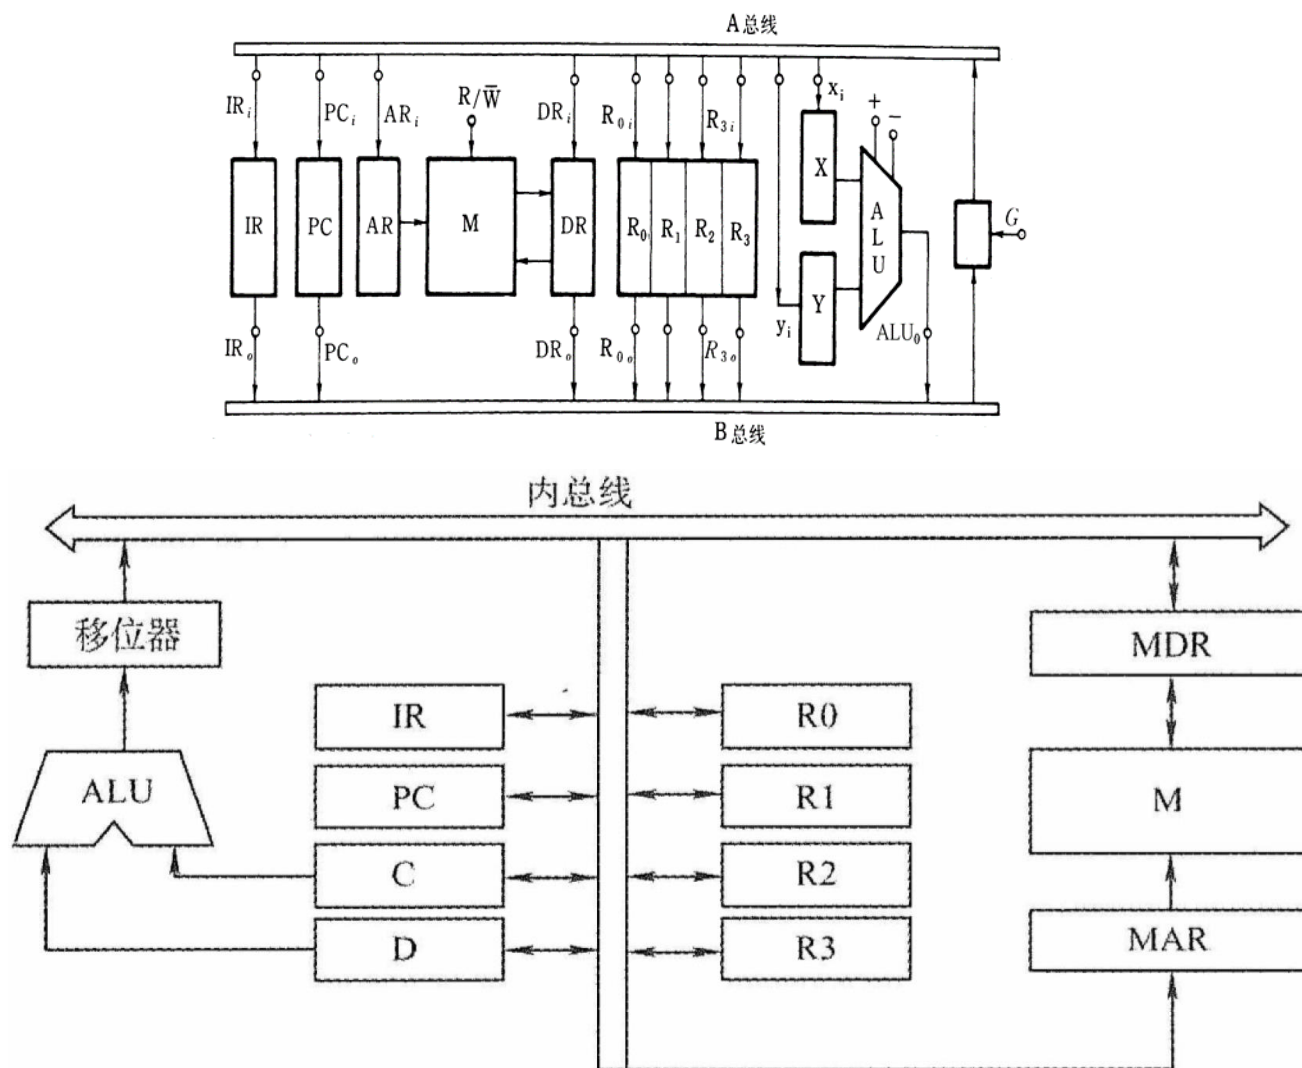 A总线
IRᵢ PCᵢ ARᵢ R/W̅ DRᵢ R₀ᵢ R₃ᵢ xᵢ + −
IR PC AR M DR R₀ R₁ R₂ R₃ X Y ALU G
IRₒ PCₒ DRₒ R₀ₒ R₃ₒ yᵢ ALU₀
B总线
内总线
移位器 MDR
IR R0
ALU PC R1 M
C R2
D R3 MAR